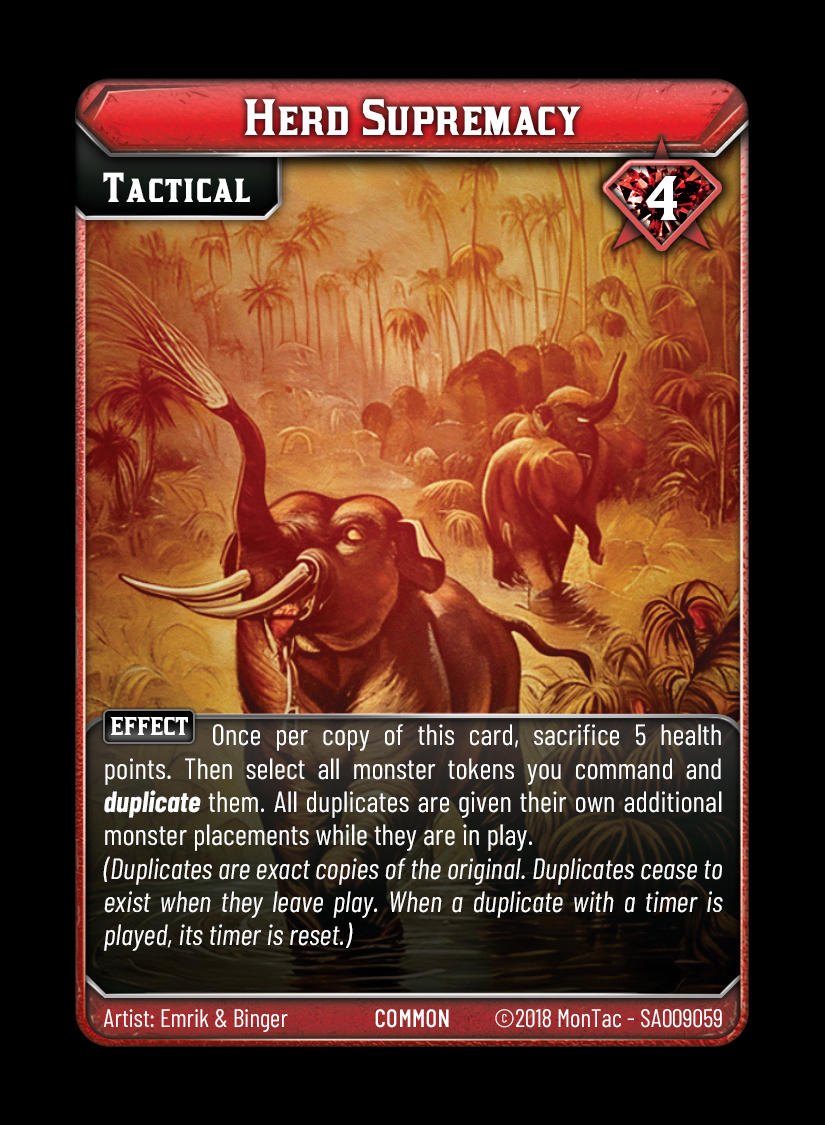 Herd Supremacy
Tactical
4
EFFECT Once per copy of this card, sacrifice 5 health
points. Then select all monster tokens you command and
duplicate them. All duplicates are given their own additional
monster placements while they are in play.
(Duplicates are exact copies of the original. Duplicates cease to
exist when they leave play. When a duplicate with a timer is
played, its timer is reset.)
Artist: Emrik & Binger COMMON ©2018 MonTac - SA009059